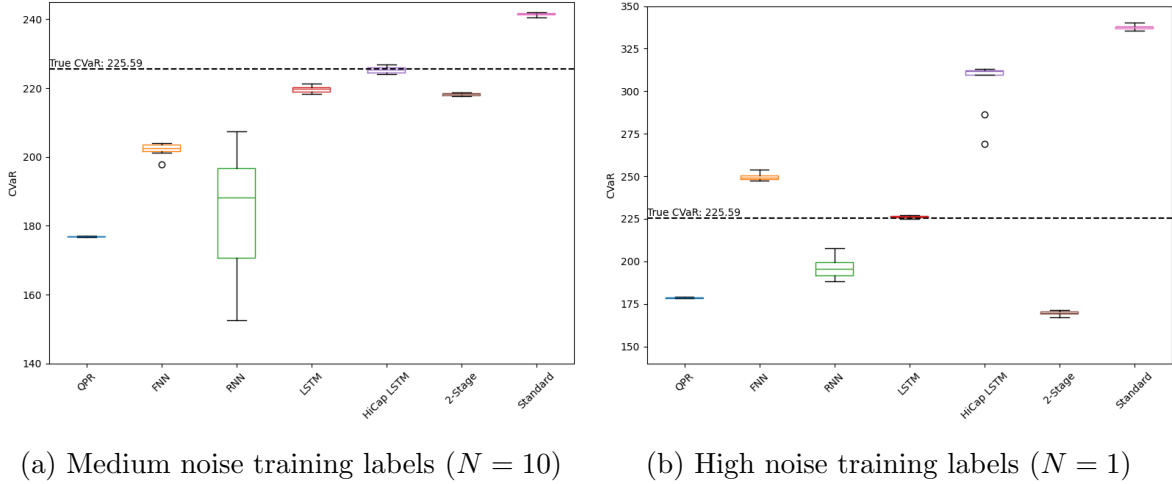 240
220
200
180
160
140
CVaR
True CVaR: 225.59
QPR
FNN
RNN
LSTM
HiCap LSTM
2-Stage
Standard
(a) Medium noise training labels (N = 10)
350
325
300
275
250
225
200
175
150
CVaR
True CVaR: 225.59
QPR
FNN
RNN
LSTM
HiCap LSTM
2-Stage
Standard
(b) High noise training labels (N = 1)